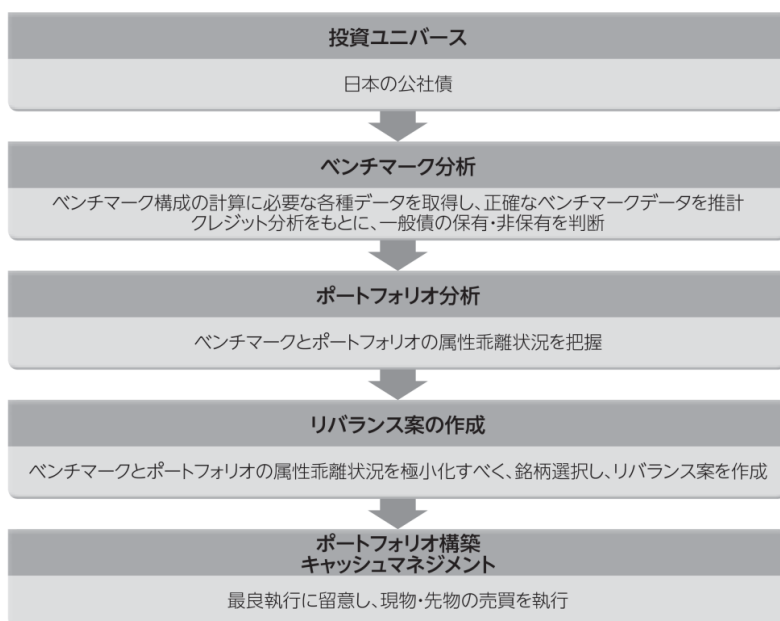 投資ユニバース
日本の公社債
ベンチマーク分析
ベンチマーク構成の計算に必要な各種データを取得し、正確なベンチマークデータを推計
クレジット分析をもとに、一般債の保有・非保有を判断
ポートフォリオ分析
ベンチマークとポートフォリオの属性乖離状況を把握
リバランス案の作成
ベンチマークとポートフォリオの属性乖離状況を極小化すべく、銘柄選択し、リバランス案を作成
ポートフォリオ構築
キャッシュマネジメント
最良執行に留意し、現物・先物の売買を執行